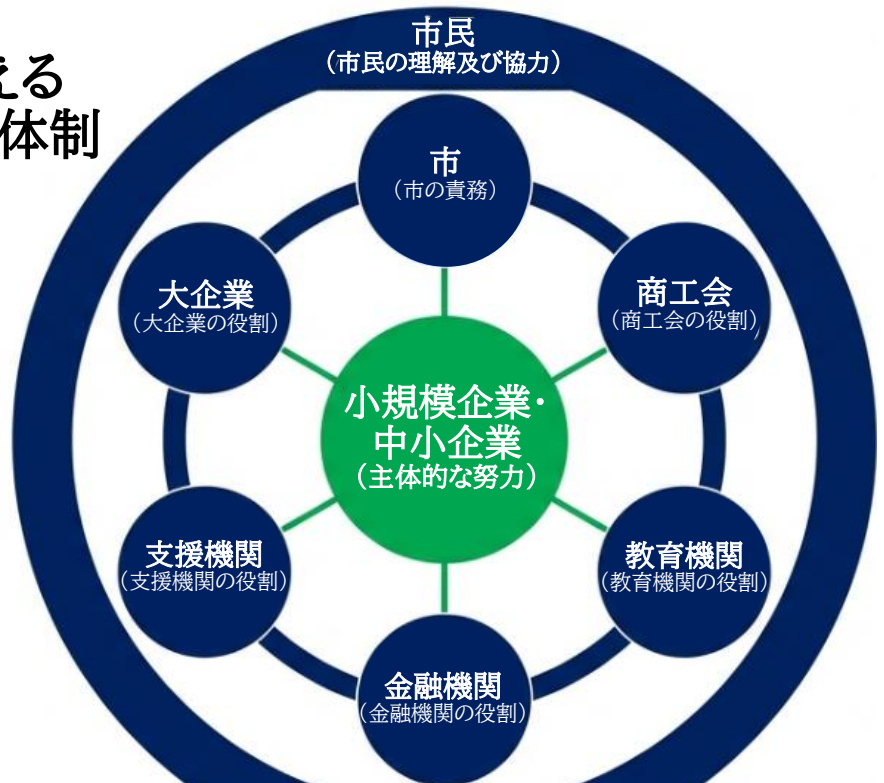 える
体制
市民
（市民の理解及び協力）
市
（市の責務）
大企業
（大企業の役割）
商工会
（商工会の役割）
小規模企業・
中小企業
（主体的な努力）
支援機関
（支援機関の役割）
教育機関
（教育機関の役割）
金融機関
（金融機関の役割）